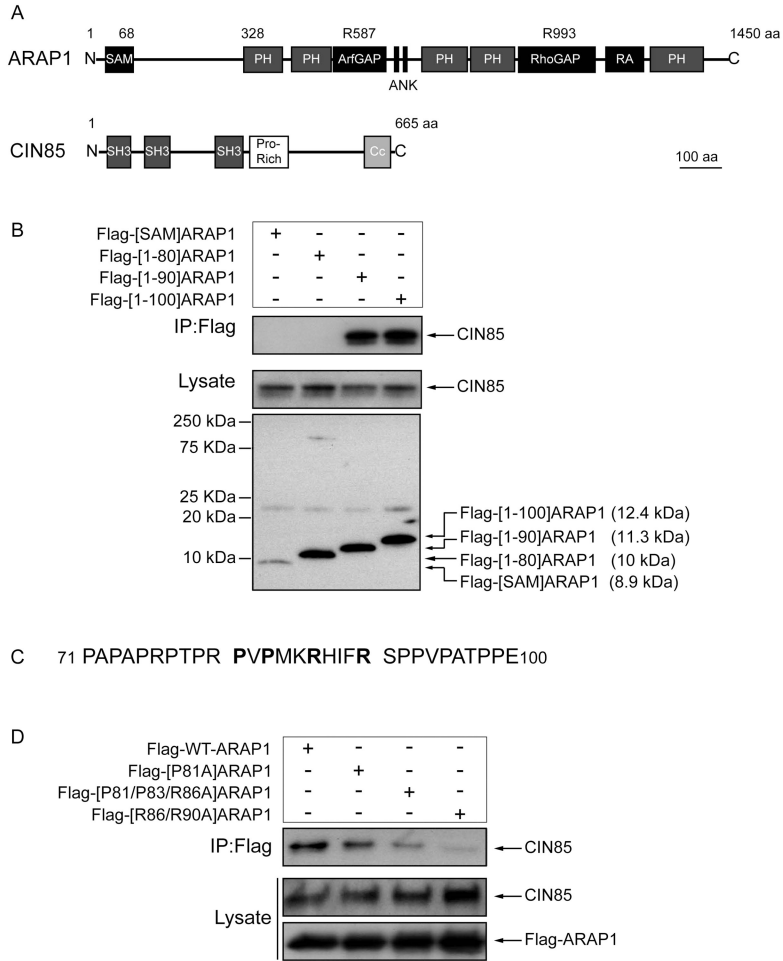 A
1 68 328 R587 R993 1450 aa
ARAP1 N SAM PH PH ArfGAP PH PH RhoGAP RA PH C
ANK
1 665 aa
CIN85 N SH3 SH3 SH3 Pro-Rich Cc C
100 aa
B
Flag-[SAM]ARAP1 + - - -
Flag-[1-80]ARAP1 - + - -
Flag-[1-90]ARAP1 - - + -
Flag-[1-100]ARAP1 - - - +
IP:Flag CIN85
Lysate CIN85
250 kDa
75 KDa
25 KDa
20 kDa
10 kDa
Flag-[1-100]ARAP1 (12.4 kDa)
Flag-[1-90]ARAP1 (11.3 kDa)
Flag-[1-80]ARAP1 (10 kDa)
Flag-[SAM]ARAP1 (8.9 kDa)
C 71 PAPAPRPTPR PVPMKRHIFR SPPVPATPPE100
D
Flag-WT-ARAP1 + - - -
Flag-[P81A]ARAP1 - + - -
Flag-[P81/P83/R86A]ARAP1 - - + -
Flag-[R86/R90A]ARAP1 - - - +
IP:Flag CIN85
CIN85
Lysate
Flag-ARAP1